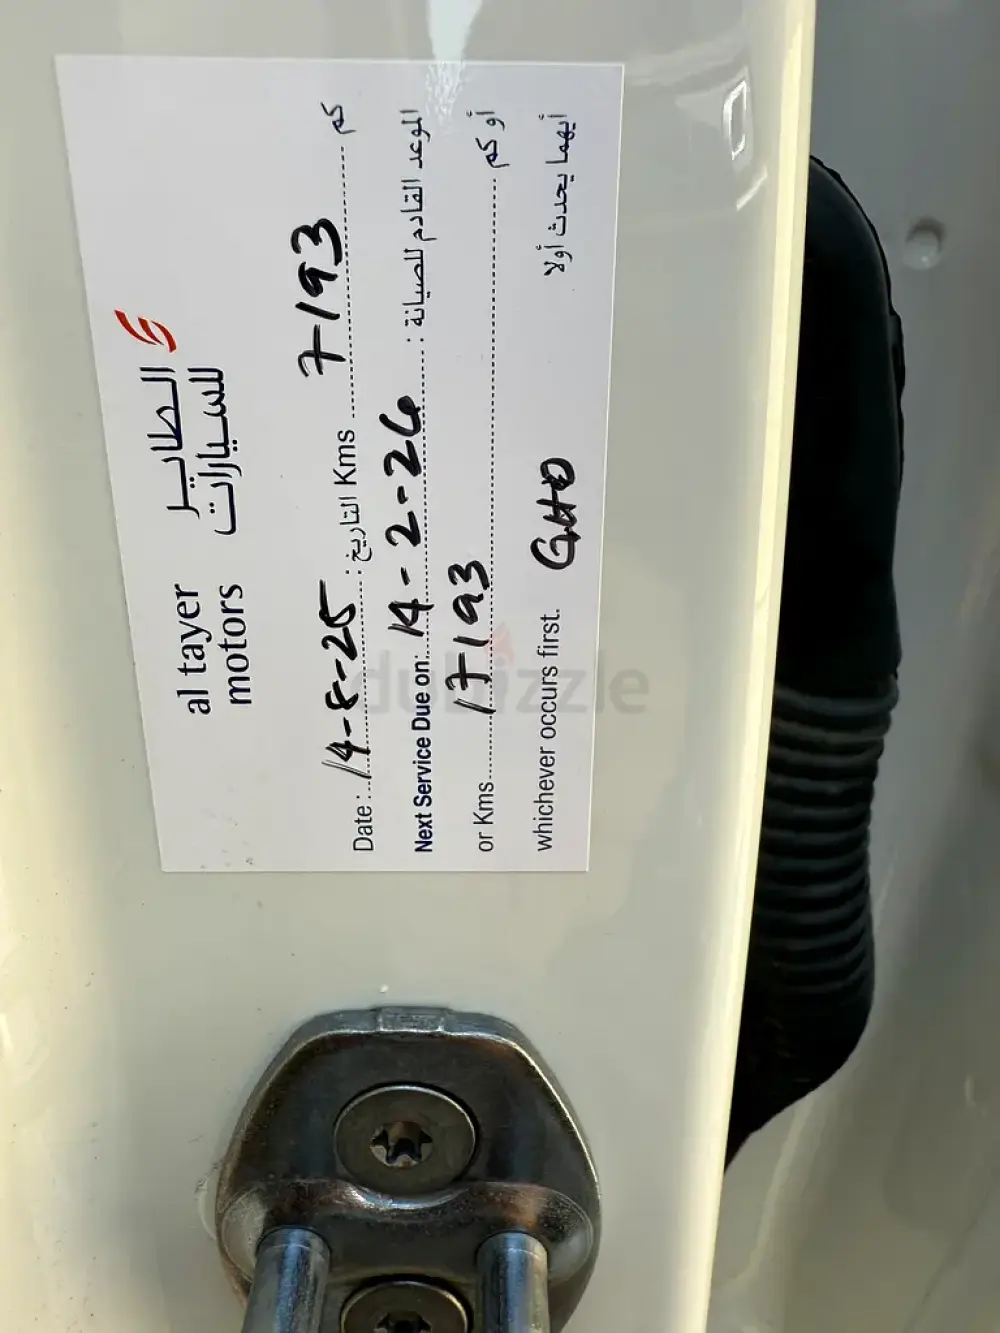 al tayer
motors
الطاير
للسيارات
Date: 14-8-25 التاريخ: Kms 7193 كم
Next Service Due on: 14-2-26 الموعد القادم للصيانة:
or Kms 17193 أو كم
whichever occurs first. GHD أيهما يحدث أولا
dubizzle